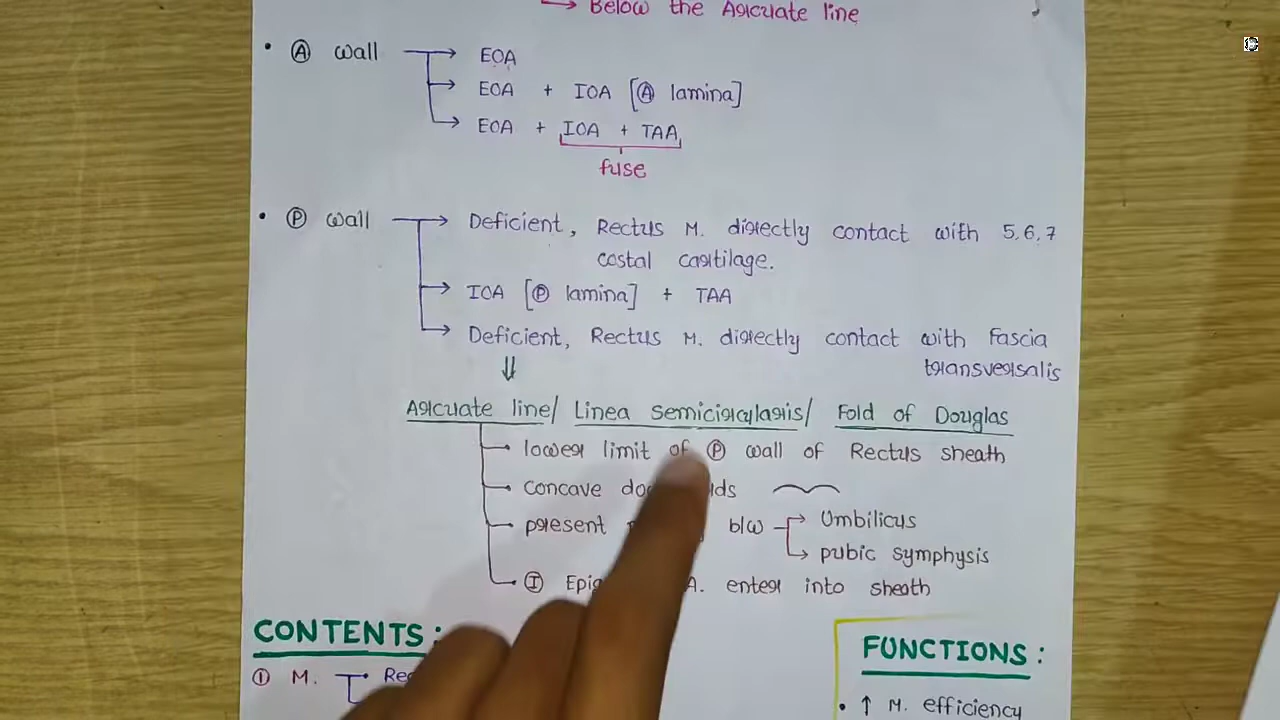 → Below the Arcuate line
• Ⓐ wall → EOA
→ EOA + IOA [Ⓐ lamina]
→ EOA + IOA + TAA
fuse
• Ⓟ wall → Deficient, Rectus M. directly contact with 5,6,7
costal cartilage.
→ IOA [Ⓟ lamina] + TAA
→ Deficient, Rectus M. directly contact with Fascia
transversalis
Arcuate line/ Linea semicircularis/ Fold of Douglas
→ lower limit of Ⓟ wall of Rectus sheath
→ concave
→ present b/w → Umbilicus
→ pubic symphysis
→ Ⓘ A. enter into sheath
CONTENTS:
① M.
FUNCTIONS:
• ↑ M. efficiency